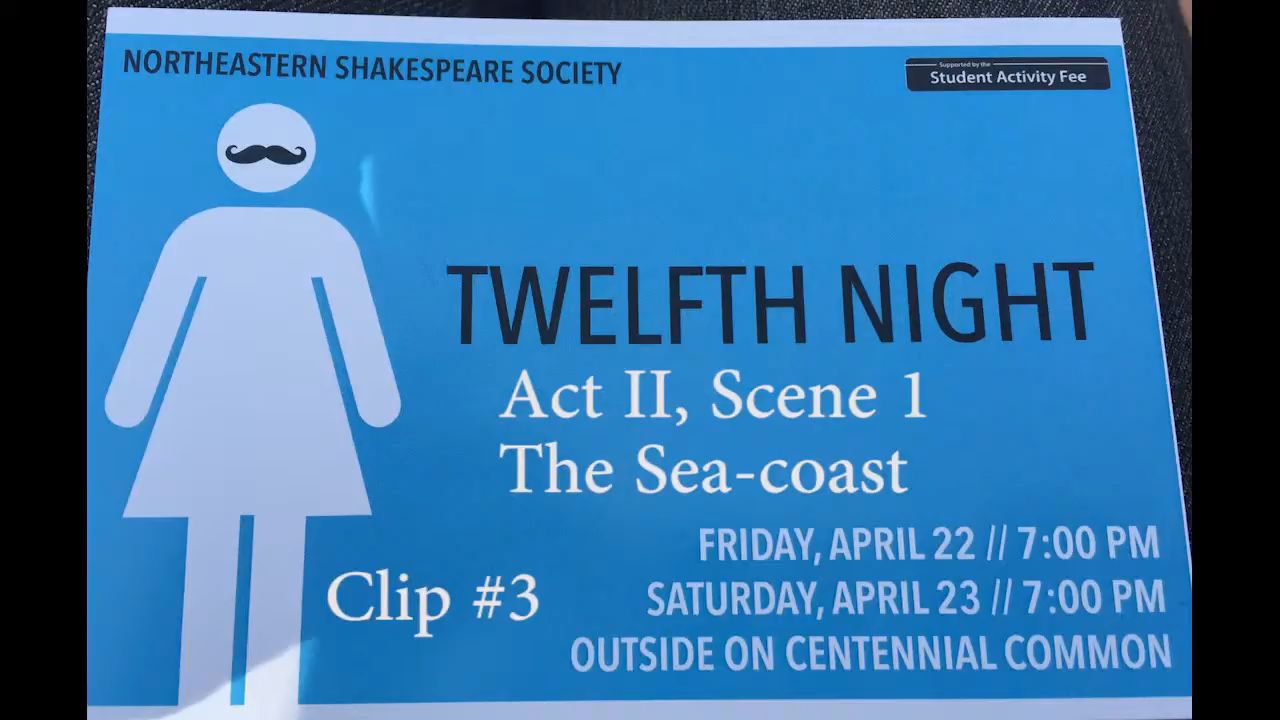 NORTHEASTERN SHAKESPEARE SOCIETY
Supported by the
Student Activity Fee
TWELFTH NIGHT
Act II, Scene 1
The Sea-coast
FRIDAY, APRIL 22 // 7:00 PM
Clip #3
SATURDAY, APRIL 23 // 7:00 PM
OUTSIDE ON CENTENNIAL COMMON